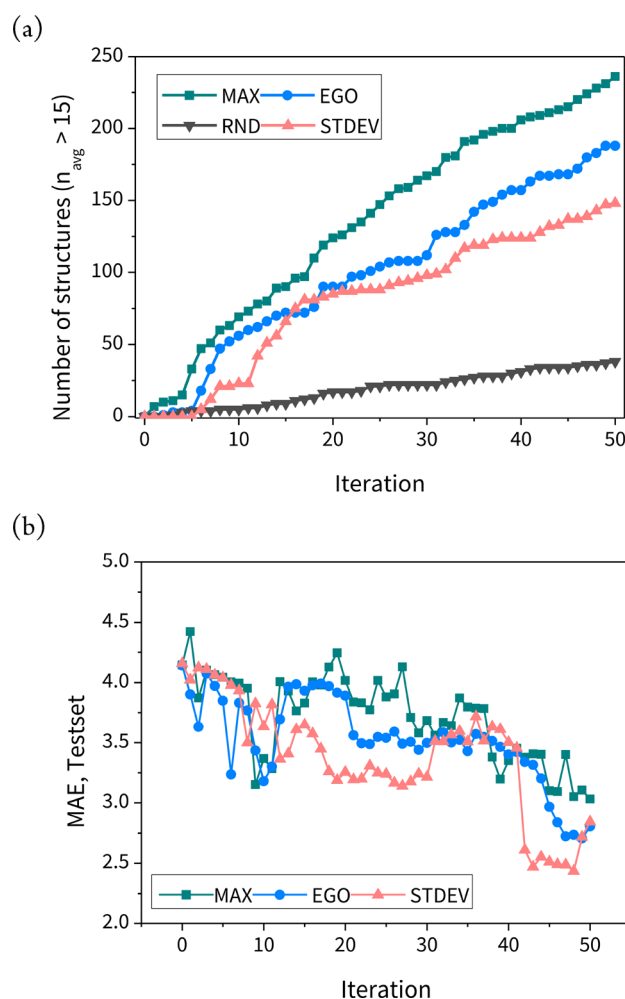 (a)
250
200
150
100
50
0
Number of structures (n_avg > 15)
MAX EGO
RND STDEV
0 10 20 30 40 50
Iteration
(b)
5.0
4.5
4.0
3.5
3.0
2.5
2.0
MAE, Testset
MAX EGO STDEV
0 10 20 30 40 50
Iteration